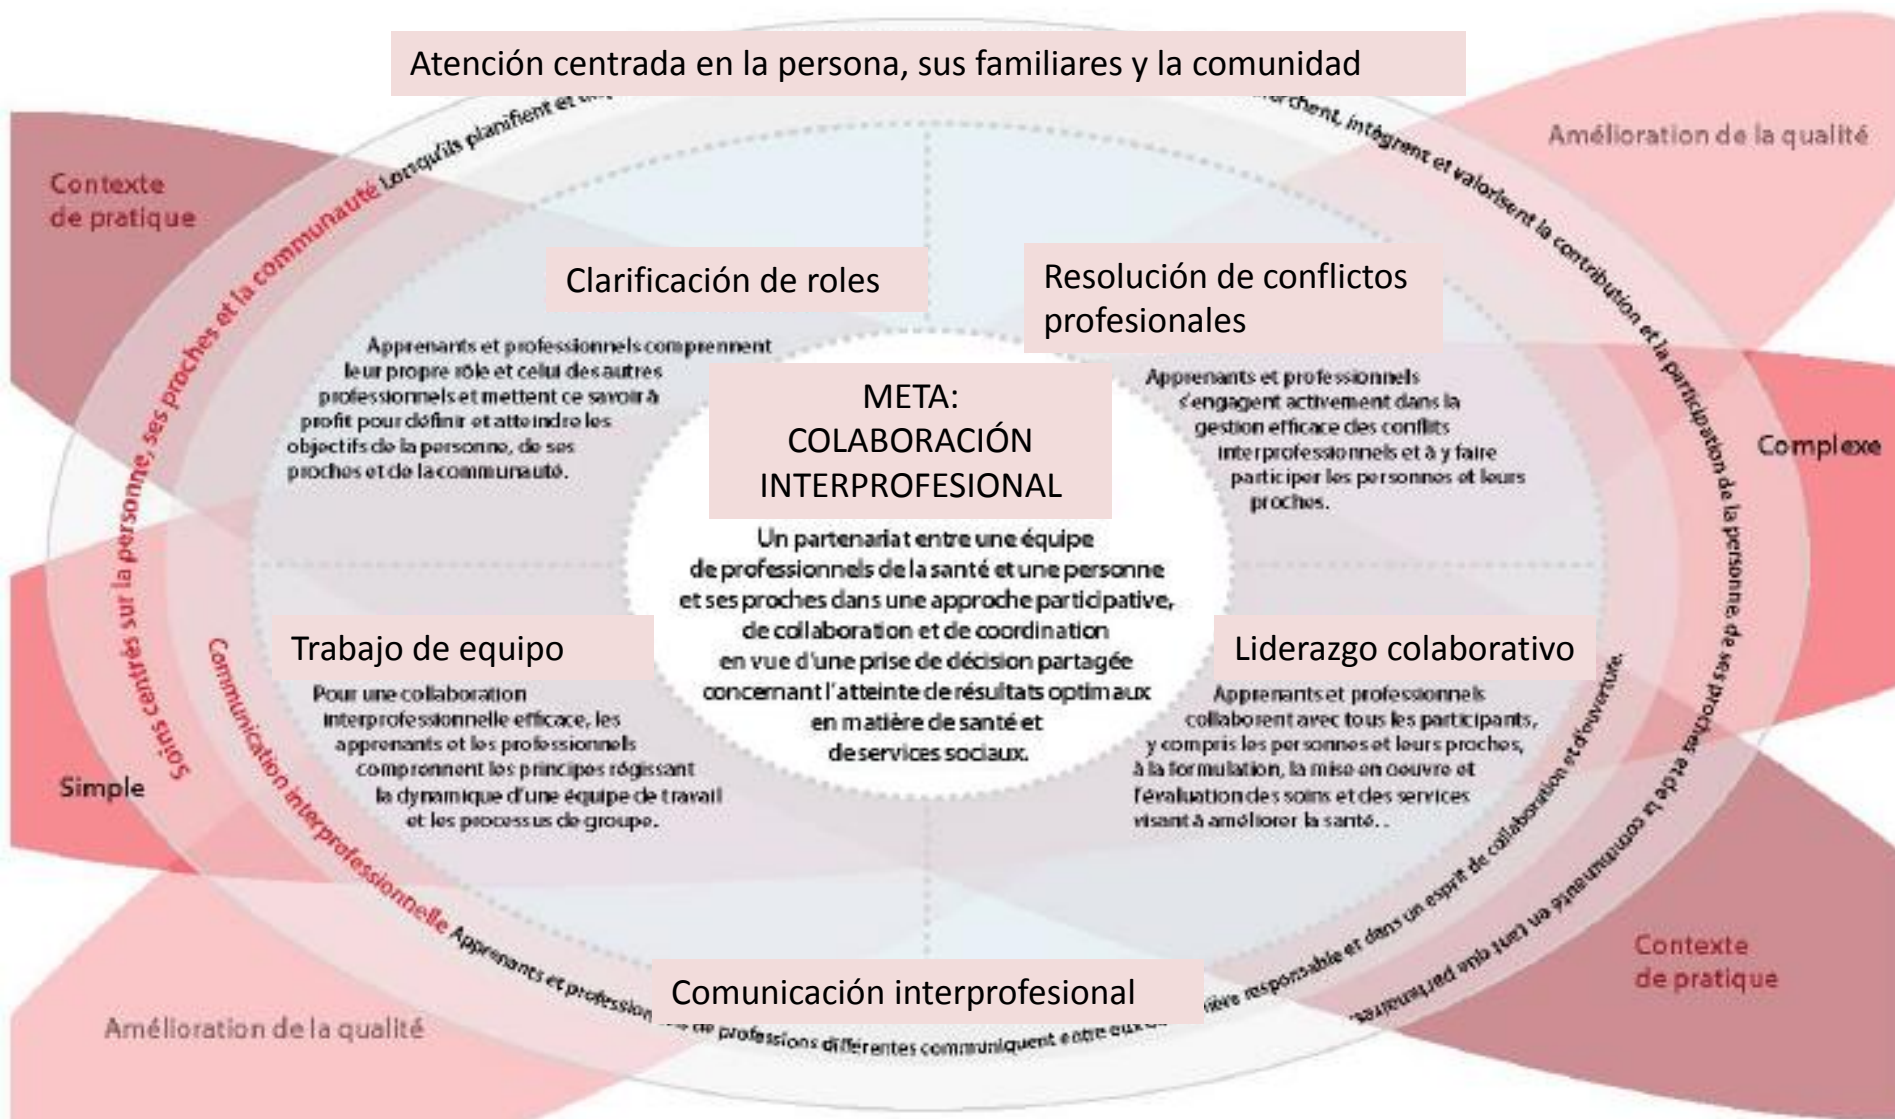 Atención centrada en la persona, sus familiares y la comunidad
Contexte
de pratique
Amélioration de la qualité
Soins centrés sur la personne, ses proches et la communauté Lorsqu'ils planifient et
intègrent et valorisent la contribution et la participation de la personne, de ses proches et de la communauté en tant que partenaires.
Clarificación de roles
Apprenants et professionnels comprennent
leur propre rôle et celui des autres
professionnels et mettent ce savoir à
profit pour définir et atteindre les
objectifs de la personne, de ses
proches et de la communauté.
Resolución de conflictos
profesionales
Apprenants et professionnels
s'engagent activement dans la
gestion efficace des conflits
interprofessionnels et à y faire
participer les personnes et leurs
proches.
META:
COLABORACIÓN
INTERPROFESIONAL
Un partenariat entre une équipe
de professionnels de la santé et une personne
et ses proches dans une approche participative,
de collaboration et de coordination
en vue d'une prise de décision partagée
concernant l'atteinte de résultats optimaux
en matière de santé et
de services sociaux.
Complexe
Simple
Trabajo de equipo
Pour une collaboration
interprofessionnelle efficace, les
apprenants et les professionnels
comprennent les principes régissant
la dynamique d'une équipe de travail
et les processus de groupe.
Liderazgo colaborativo
Apprenants et professionnels
collaborent avec tous les participants,
y compris les personnes et leurs proches,
à la formulation, la mise en oeuvre et
l'évaluation des soins et des services
visant à améliorer la santé. .
Communication interprofessionnelle Apprenants et de professions différentes communiquent entre eux responsable et dans un esprit de collaboration et d'ouverture.
Comunicación interprofesional
Amélioration de la qualité
Contexte
de pratique